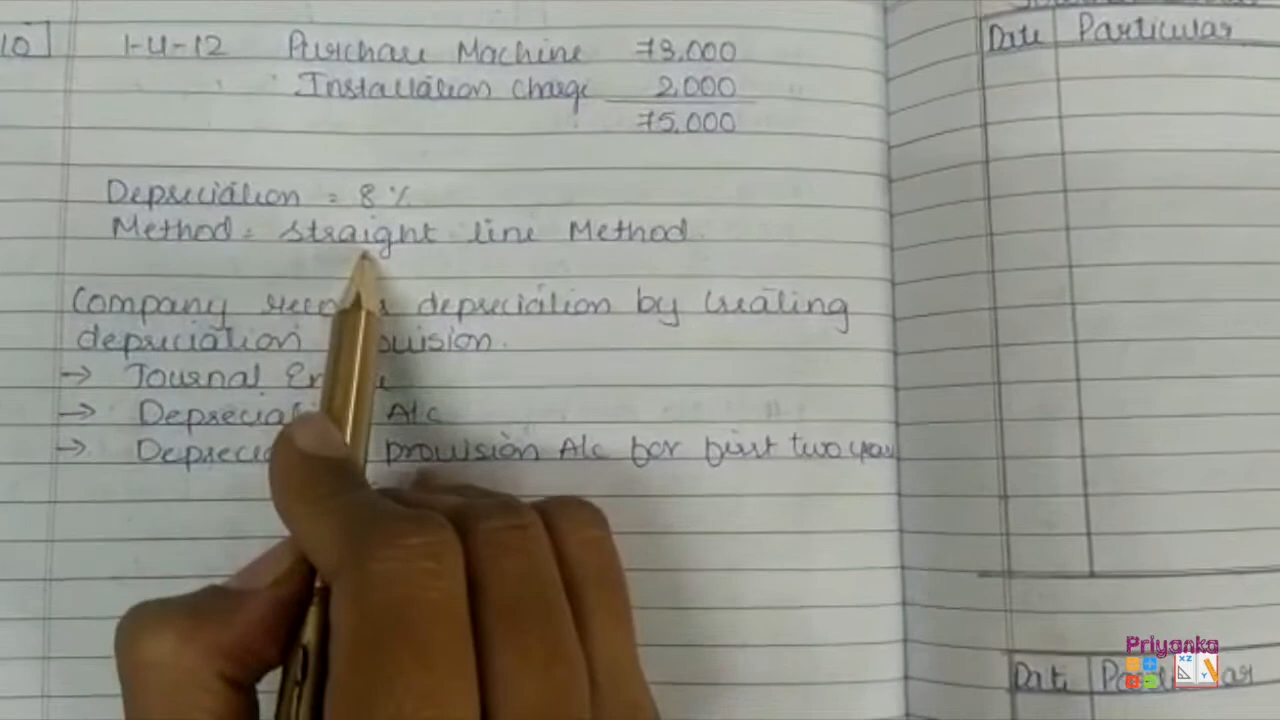 10
1-4-12 Purchase Machine 73,000
Installation charge 2,000
75,000
Depreciation = 8%
Method = straight line Method.
Company depreciation by creating
depreciation
→ Journal
→ A/c
→ provision A/c for first two year
Date Particular
Date
Priyanka